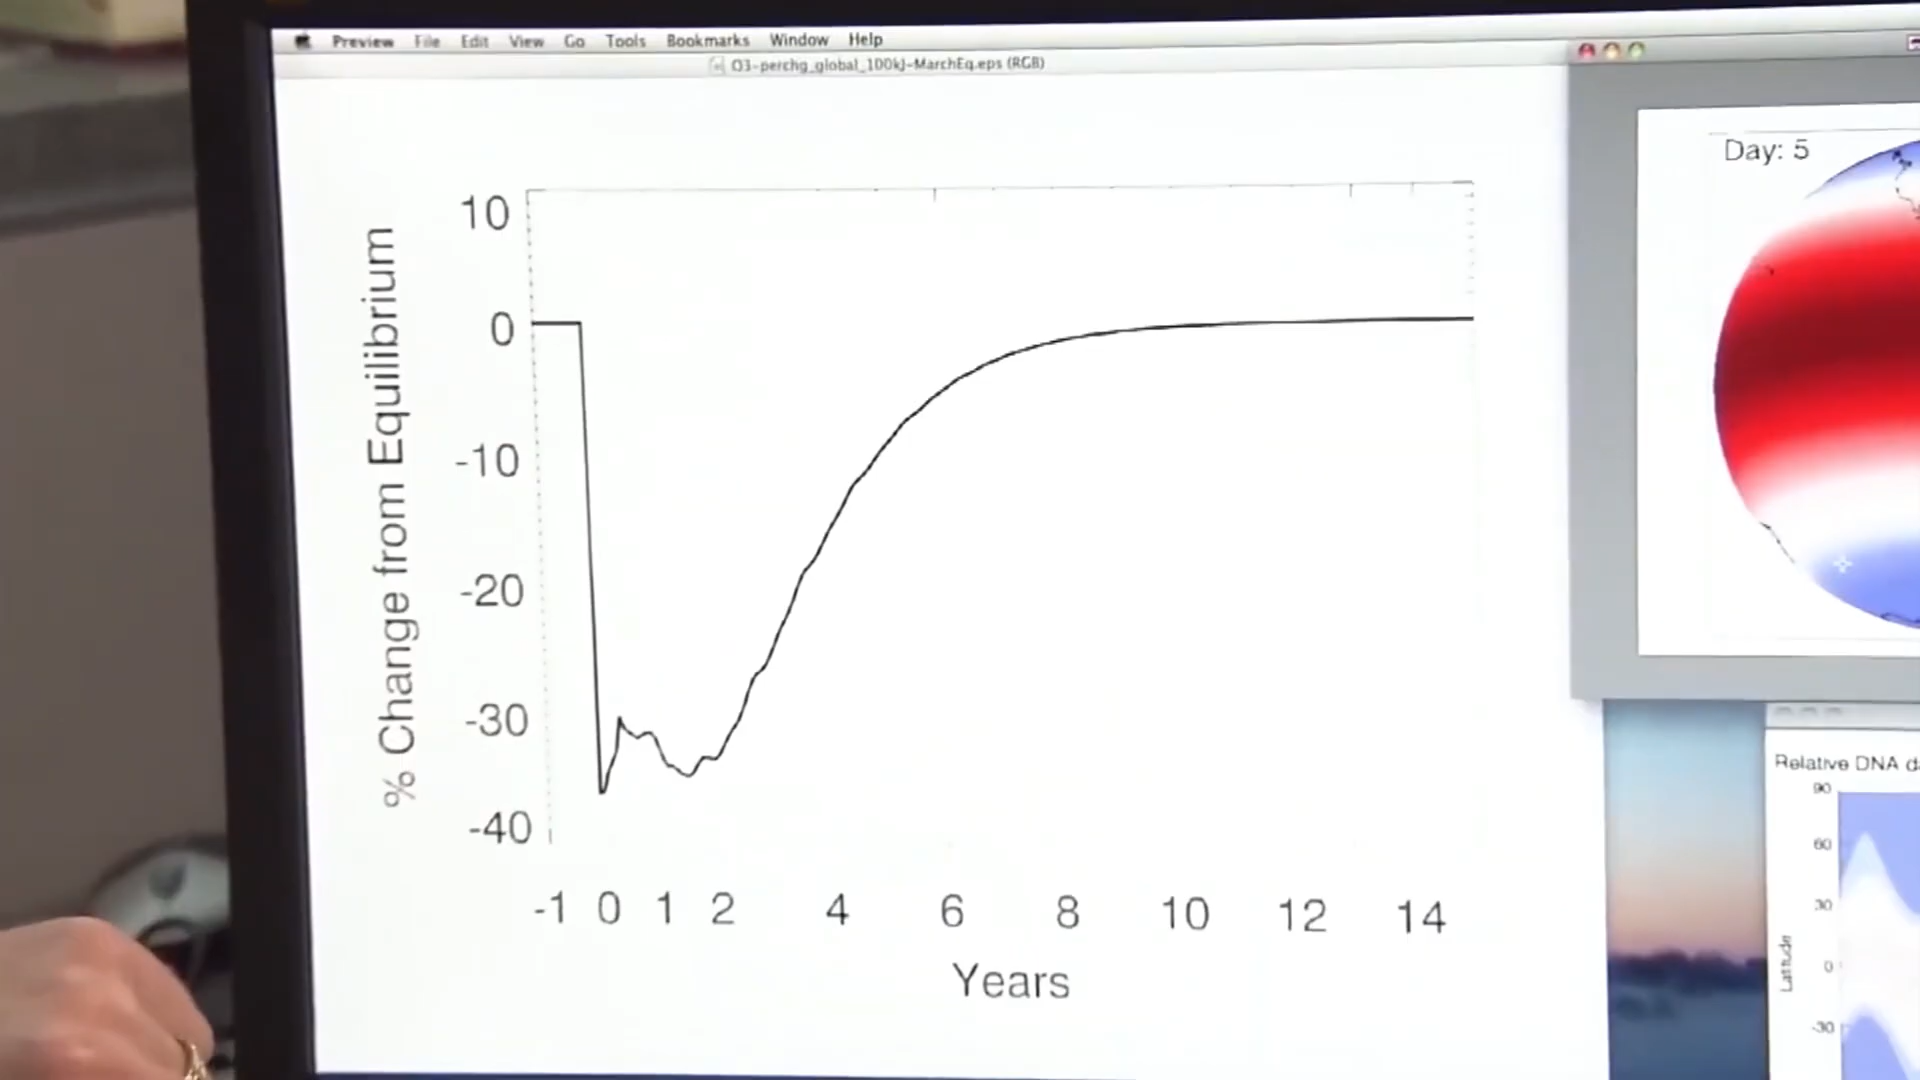 Preview File Edit View Go Tools Bookmarks Window Help
O3-perchg_global_100kJ-MarchEq.eps (RGB)
% Change from Equilibrium
10
0
-10
-20
-30
-40
-1 0 1 2 4 6 8 10 12 14
Years
Day: 5
Relative DNA d
Latitude
90
60
30
0
-30